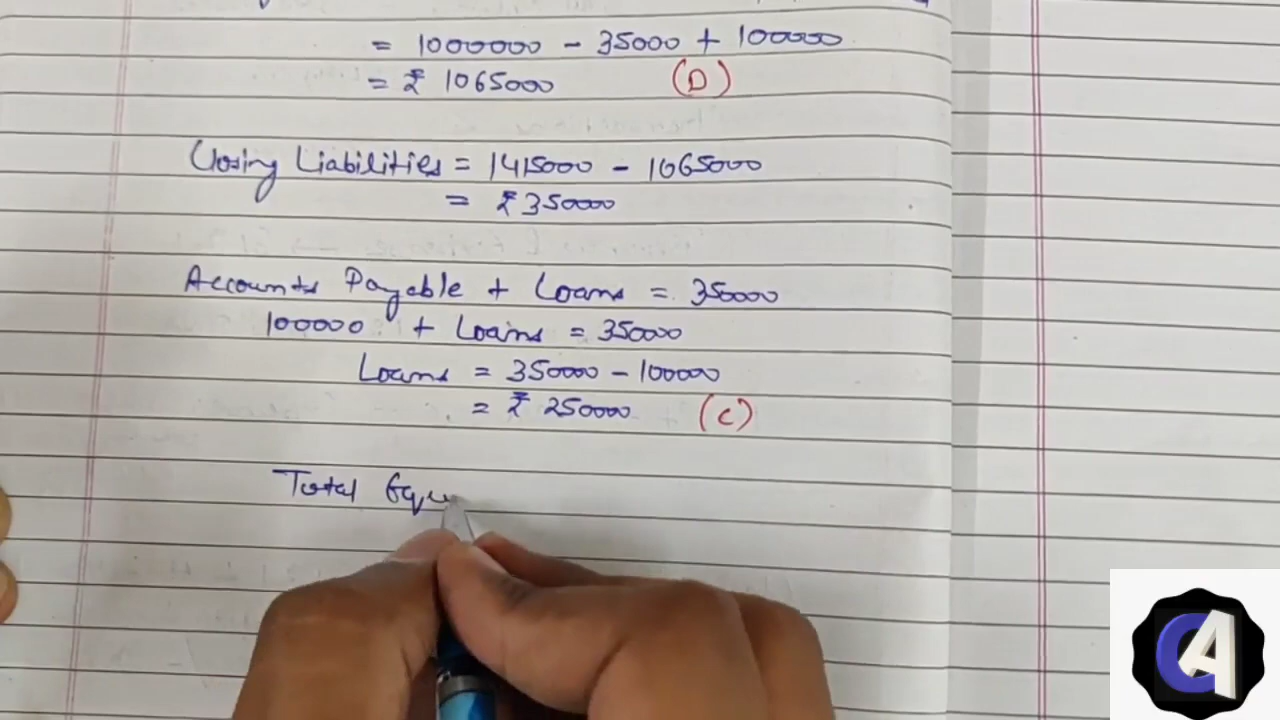 = 1000000 - 35000 + 100000
= ₹ 1065000 (D)
Closing Liabilities = 1415000 - 1065000
= ₹ 350000
Accounts Payable + Loans = 350000
100000 + Loans = 350000
Loans = 350000 - 100000
= ₹ 250000 (C)
Total Equ
CA